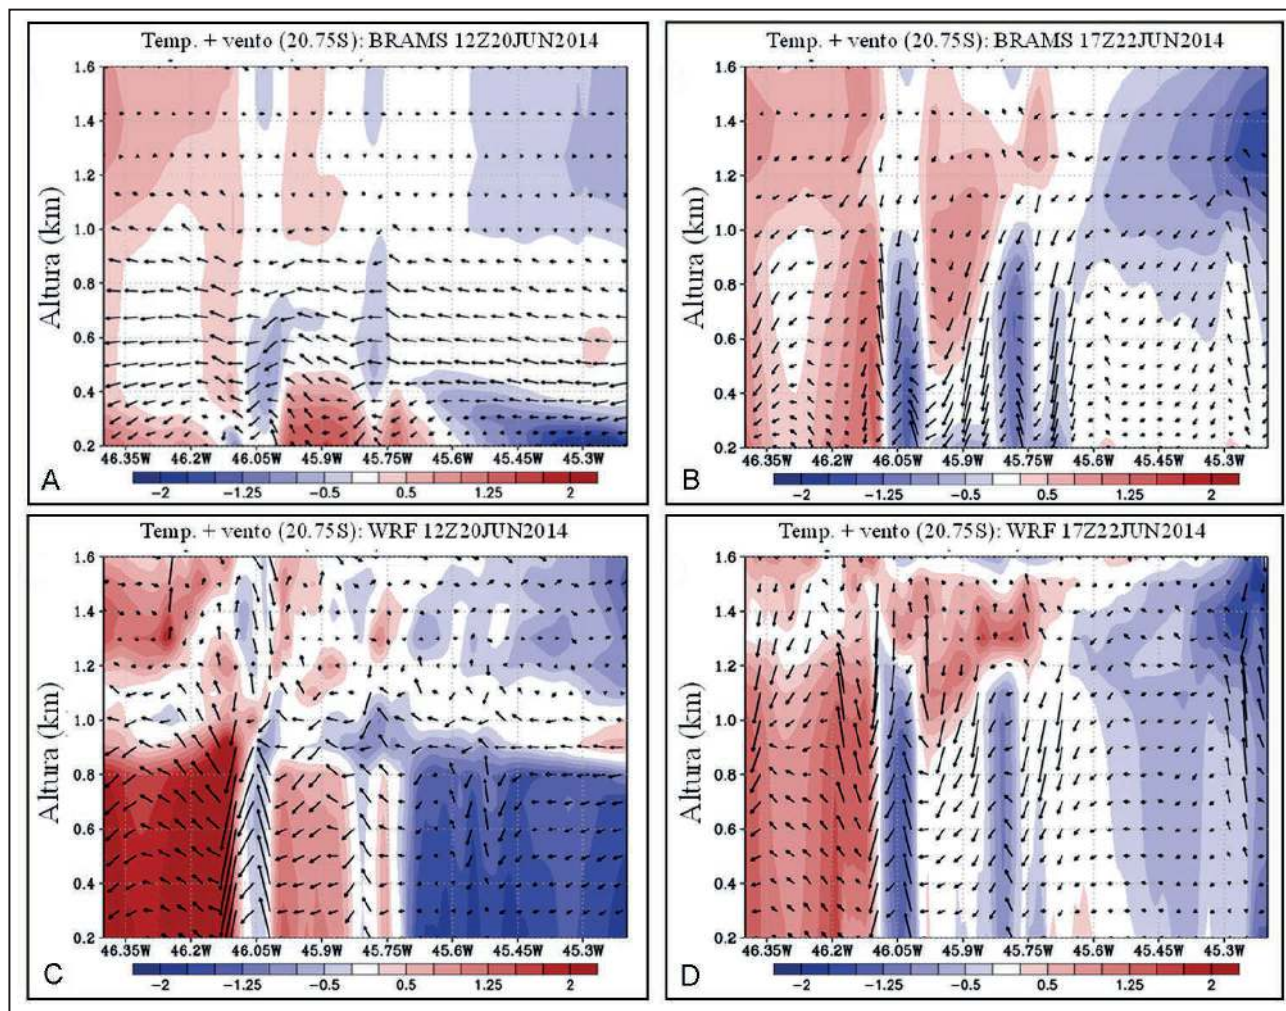 Temp. + vento (20.75S): BRAMS 12Z20JUN2014
Altura (km)
1.6
1.4
1.2
1.0
0.8
0.6
0.4
0.2
46.35W 46.2W 46.05W 45.9W 45.75W 45.6W 45.45W 45.3W
A
-2 -1.25 -0.5 0.5 1.25 2
Temp. + vento (20.75S): BRAMS 17Z22JUN2014
Altura (km)
1.6
1.4
1.2
1.0
0.8
0.6
0.4
0.2
46.35W 46.2W 46.05W 45.9W 45.75W 45.6W 45.45W 45.3W
B
-2 -1.25 -0.5 0.5 1.25 2
Temp. + vento (20.75S): WRF 12Z20JUN2014
Altura (km)
1.6
1.4
1.2
1.0
0.8
0.6
0.4
0.2
46.35W 46.2W 46.05W 45.9W 45.75W 45.6W 45.45W 45.3W
C
-2 -1.25 -0.5 0.5 1.25 2
Temp. + vento (20.75S): WRF 17Z22JUN2014
Altura (km)
1.6
1.4
1.2
1.0
0.8
0.6
0.4
0.2
46.35W 46.2W 46.05W 45.9W 45.75W 45.6W 45.45W 45.3W
D
-2 -1.25 -0.5 0.5 1.25 2